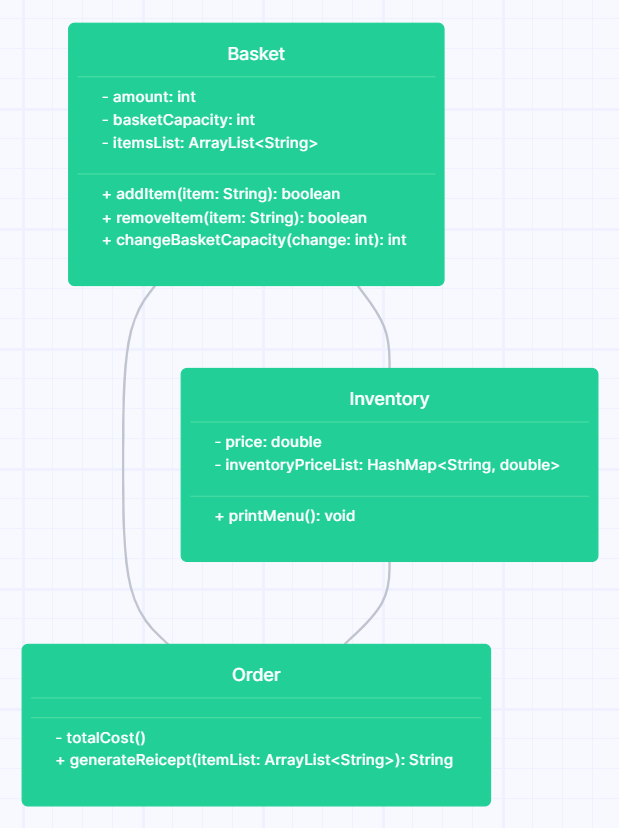 Basket
- amount: int
- basketCapacity: int
- itemsList: ArrayList<String>
+ addItem(item: String): boolean
+ removeItem(item: String): boolean
+ changeBasketCapacity(change: int): int
Inventory
- price: double
- inventoryPriceList: HashMap<String, double>
+ printMenu(): void
Order
- totalCost()
+ generateReicept(itemList: ArrayList<String>): String